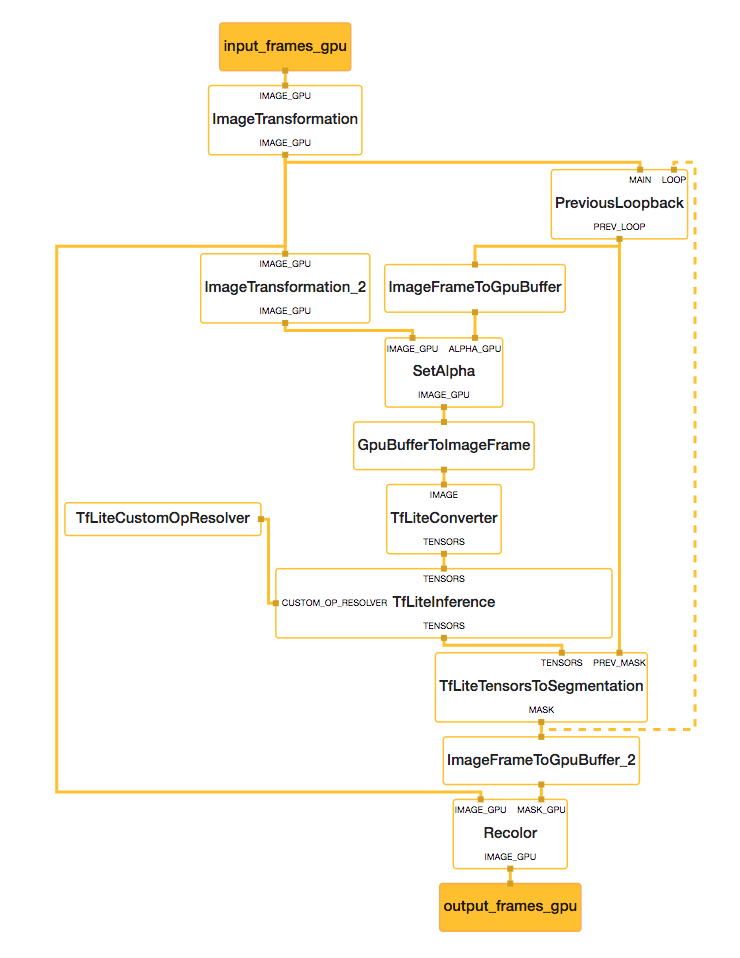 input_frames_gpu
IMAGE_GPU
ImageTransformation
IMAGE_GPU
MAIN LOOP
PreviousLoopback
PREV_LOOP
IMAGE_GPU
ImageTransformation_2
IMAGE_GPU
ImageFrameToGpuBuffer
IMAGE_GPU ALPHA_GPU
SetAlpha
IMAGE_GPU
GpuBufferToImageFrame
IMAGE
TfLiteConverter
TENSORS
TfLiteCustomOpResolver
TENSORS
CUSTOM_OP_RESOLVER TfLiteInference
TENSORS
TENSORS PREV_MASK
TfLiteTensorsToSegmentation
MASK
ImageFrameToGpuBuffer_2
IMAGE_GPU MASK_GPU
Recolor
IMAGE_GPU
output_frames_gpu